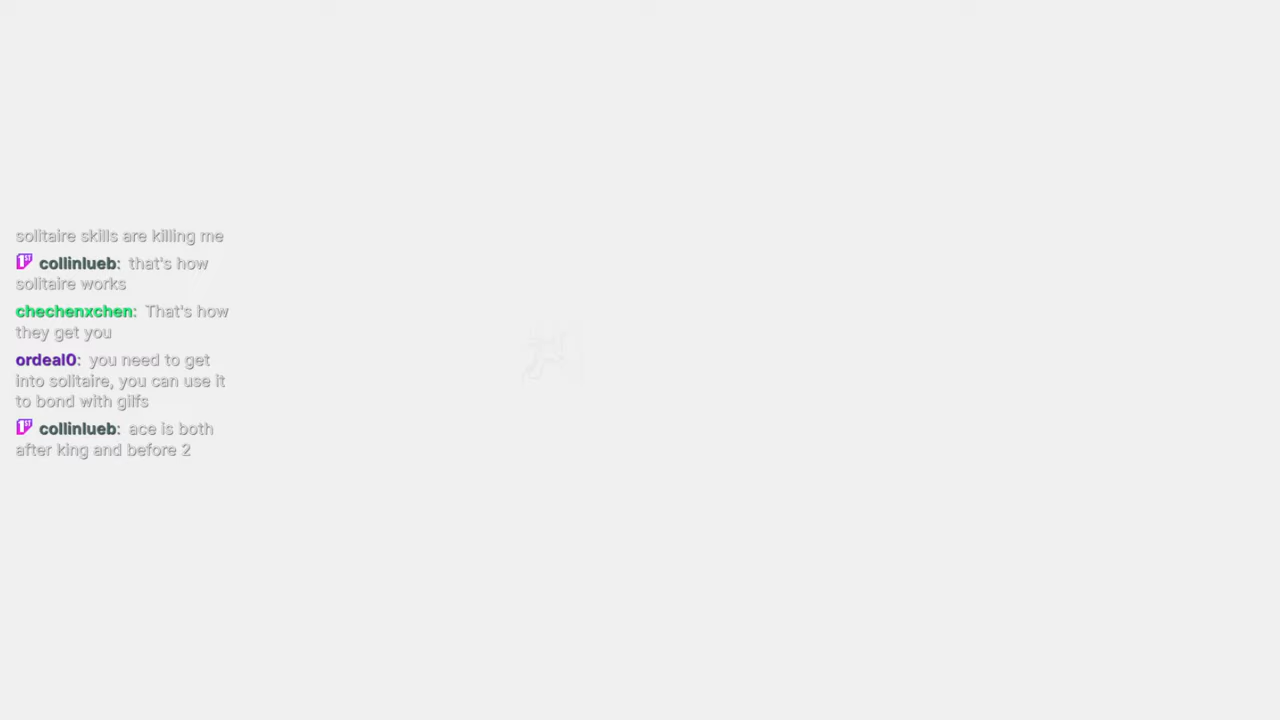 solitaire skills are killing me
collinlueb: that's how
solitaire works
chechenxchen: That's how
they get you
ordeal0: you need to get
into solitaire, you can use it
to bond with gilfs
collinlueb: ace is both
after king and before 2